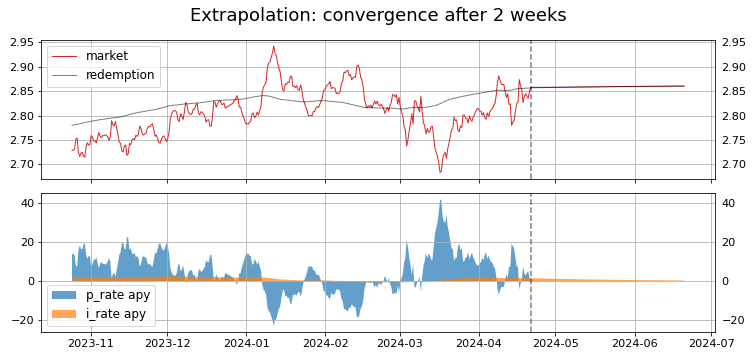 Extrapolation: convergence after 2 weeks
2.95 2.95
market
2.90 2.90
redemption
2.85 2.85
2.80 2.80
2.75 2.75
2.70 2.70
40 40
20 20
0 0
p_rate apy
i_rate apy
−20 −20
2023-11 2023-12 2024-01 2024-02 2024-03 2024-04 2024-05 2024-06 2024-07